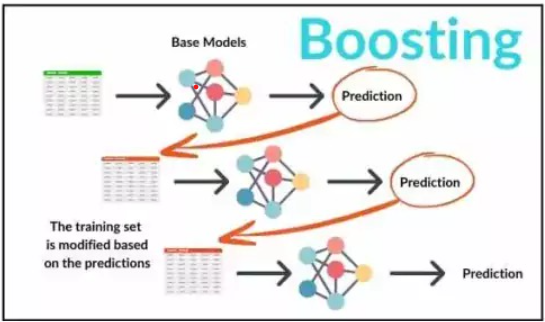 Boosting
Base Models
Prediction
Prediction
The training set
is modified based
on the predictions
Prediction